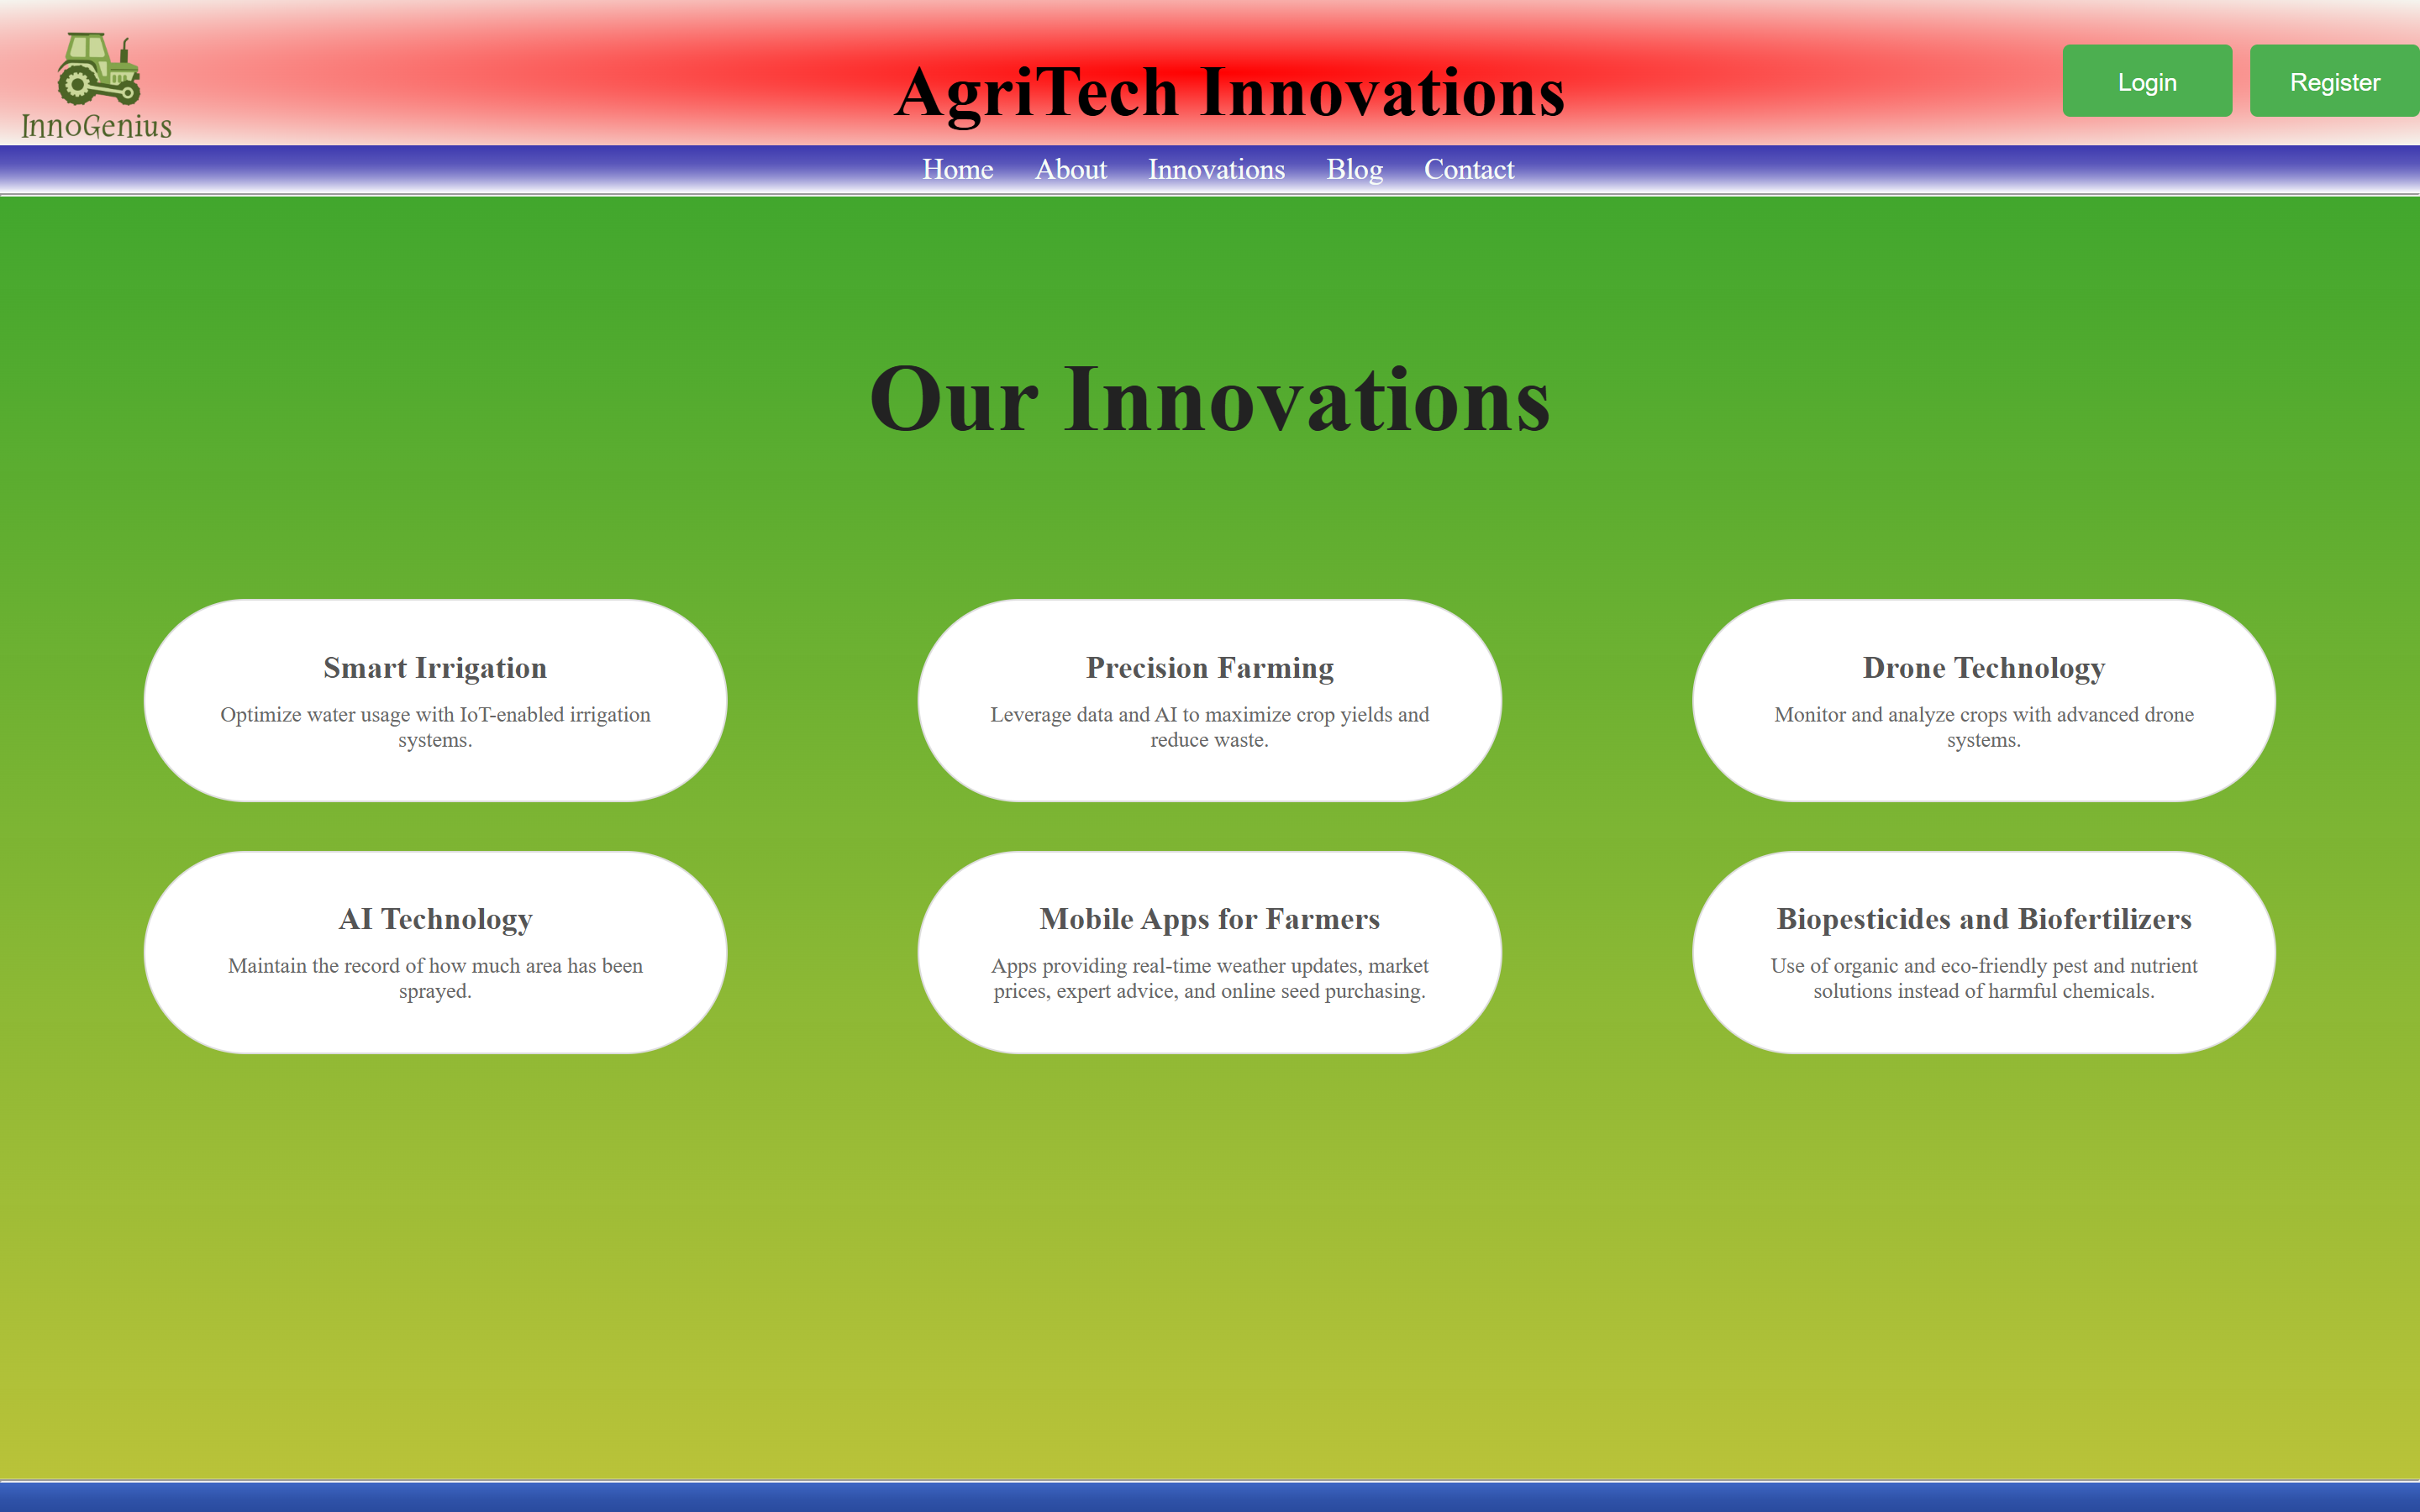 InnoGenius
AgriTech Innovations
Login
Register
Home
About
Innovations
Blog
Contact
Our Innovations
Smart Irrigation
Optimize water usage with IoT-enabled irrigation
systems.
Precision Farming
Leverage data and AI to maximize crop yields and
reduce waste.
Drone Technology
Monitor and analyze crops with advanced drone
systems.
AI Technology
Maintain the record of how much area has been
sprayed.
Mobile Apps for Farmers
Apps providing real-time weather updates, market
prices, expert advice, and online seed purchasing.
Biopesticides and Biofertilizers
Use of organic and eco-friendly pest and nutrient
solutions instead of harmful chemicals.